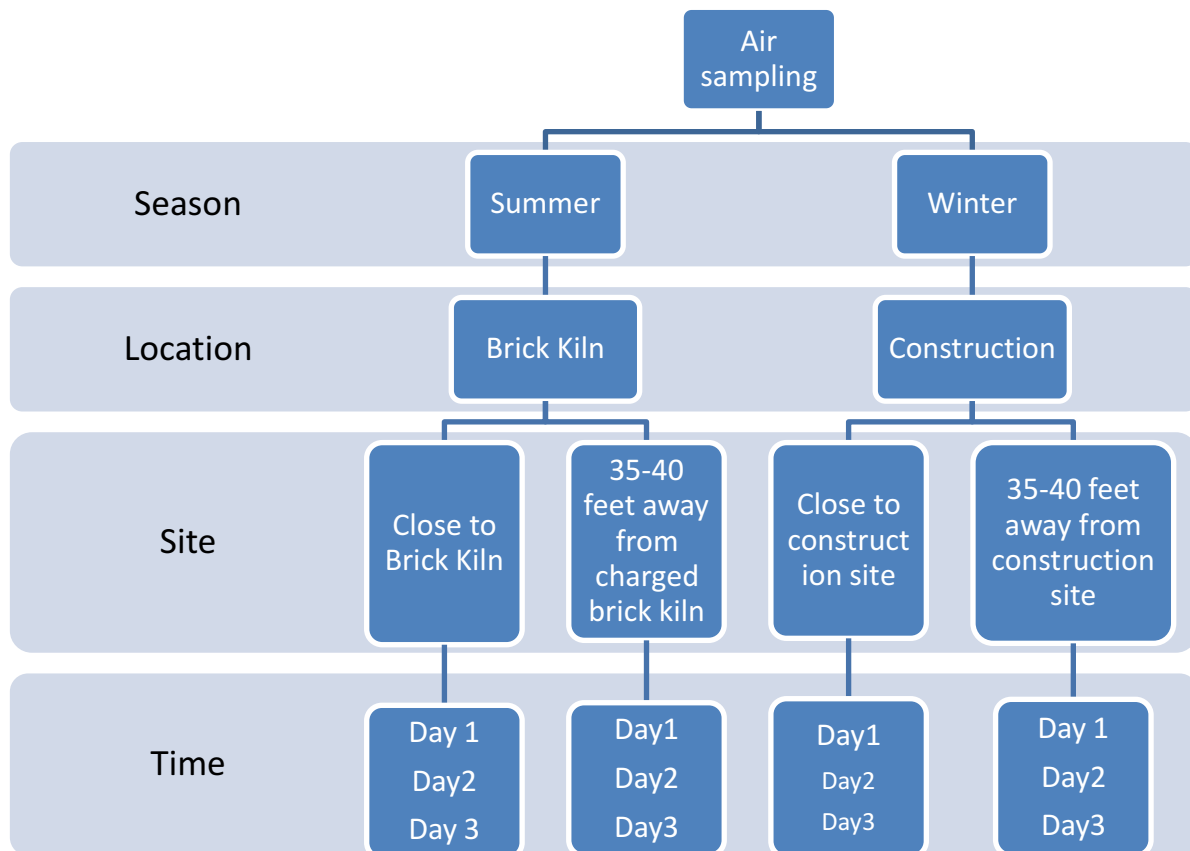 Air
sampling
Season
Summer
Winter
Location
Brick Kiln
Construction
Site
Close to
Brick Kiln
35-40
feet away
from
charged
brick kiln
Close to
construct
ion site
35-40 feet
away from
construction
site
Time
Day 1
Day2
Day 3
Day1
Day2
Day3
Day1
Day2
Day3
Day 1
Day2
Day3